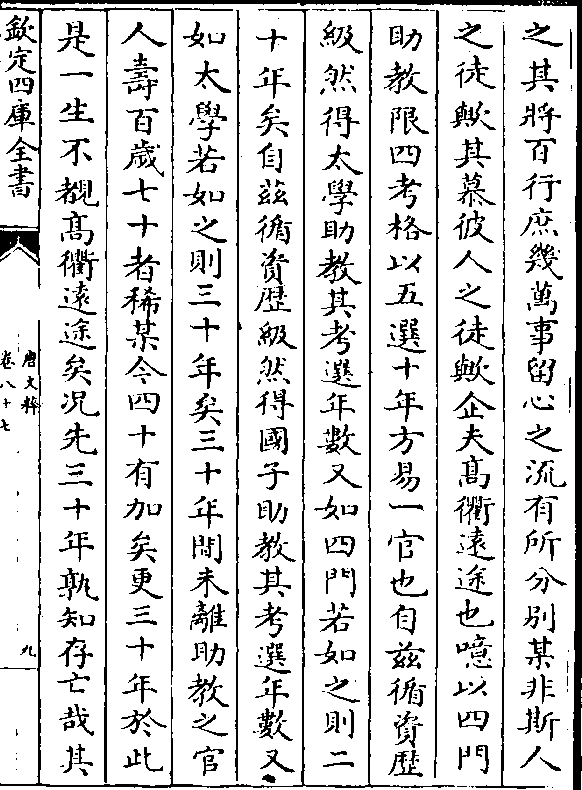 之其將百行庶幾萬事留心之流有所分別某非斯人
之徒歟其慕彼人之徒歟企夫髙衢遠途也噫以四門
助教限四考格以五選十年方易一官也自兹循資歴
級然得太學助教其考選年數又如四門若如之則二
十年矣自兹循資歴級然得國子助教其考選年數又
如太學若如之則三十年矣三十年間未離助教之官
人壽百歲七十者稀某今四十有加矣更三十年於此
是一生不覩髙衢遠途矣况先三十年孰知存亡哉其
欽定四庫全書
唐文粹
卷八十七
九